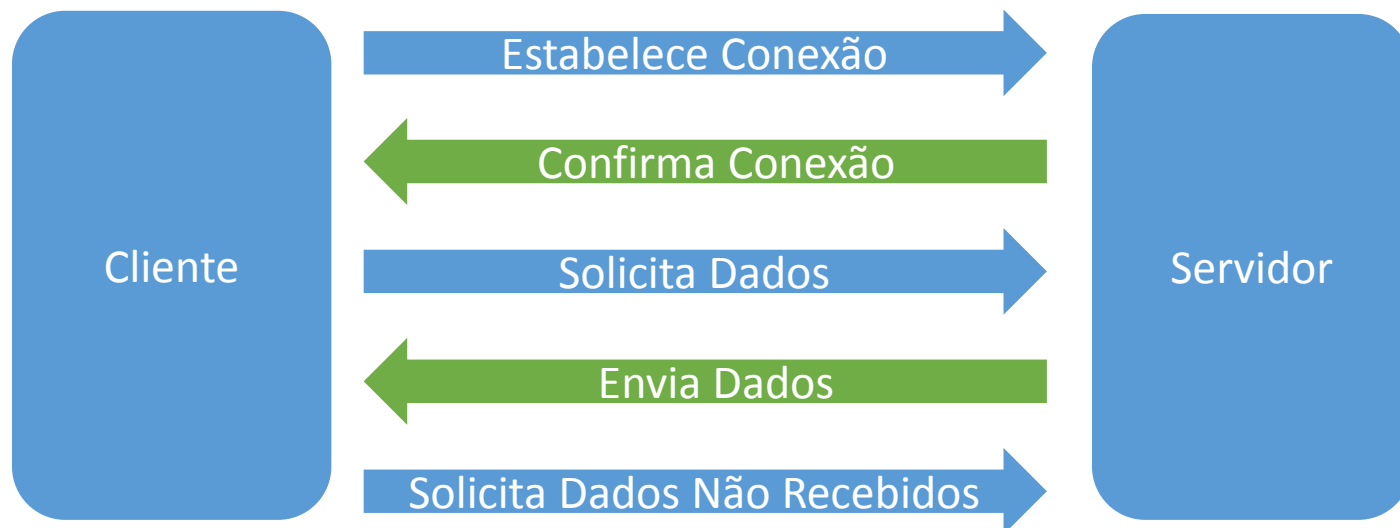 Estabelece Conexão
Confirma Conexão
Cliente
Solicita Dados
Servidor
Envia Dados
Solicita Dados Não Recebidos